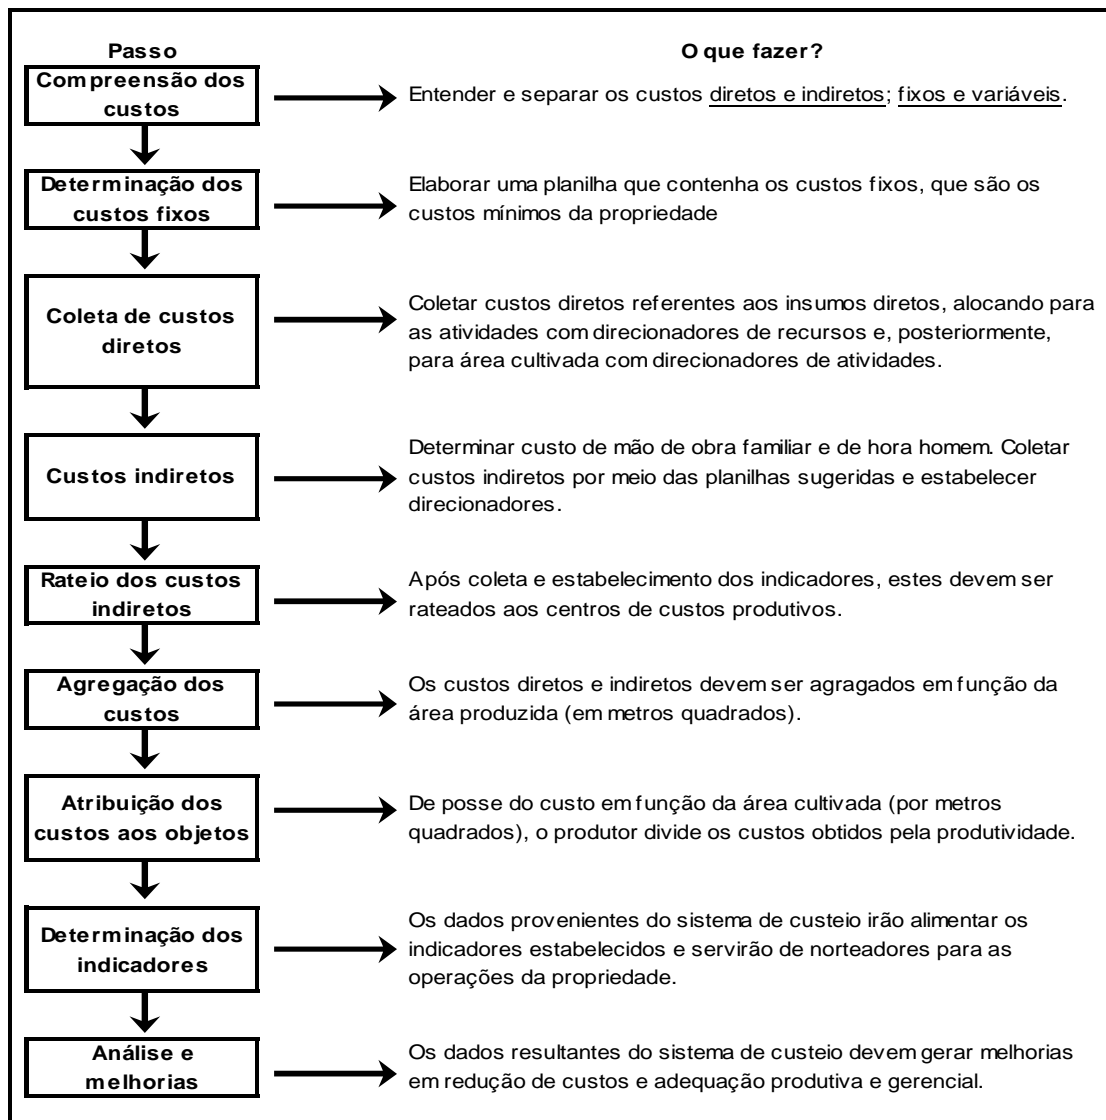 Passo
O que fazer?
Compreensão dos
custos
Entender e separar os custos diretos e indiretos; fixos e variáveis.
Determinação dos
custos fixos
Elaborar uma planilha que contenha os custos fixos, que são os
custos mínimos da propriedade
Coleta de custos
diretos
Coletar custos diretos referentes aos insumos diretos, alocando para
as atividades com direcionadores de recursos e, posteriormente,
para área cultivada com direcionadores de atividades.
Custos indiretos
Determinar custo de mão de obra familiar e de hora homem. Coletar
custos indiretos por meio das planilhas sugeridas e estabelecer
direcionadores.
Rateio dos custos
indiretos
Após coleta e estabelecimento dos indicadores, estes devem ser
rateados aos centros de custos produtivos.
Agregação dos
custos
Os custos diretos e indiretos devem ser agragados em função da
área produzida (em metros quadrados).
Atribuição dos
custos aos objetos
De posse do custo em função da área cultivada (por metros
quadrados), o produtor divide os custos obtidos pela produtividade.
Determinação dos
indicadores
Os dados provenientes do sistema de custeio irão alimentar os
indicadores estabelecidos e servirão de norteadores para as
operações da propriedade.
Análise e
melhorias
Os dados resultantes do sistema de custeio devem gerar melhorias
em redução de custos e adequação produtiva e gerencial.